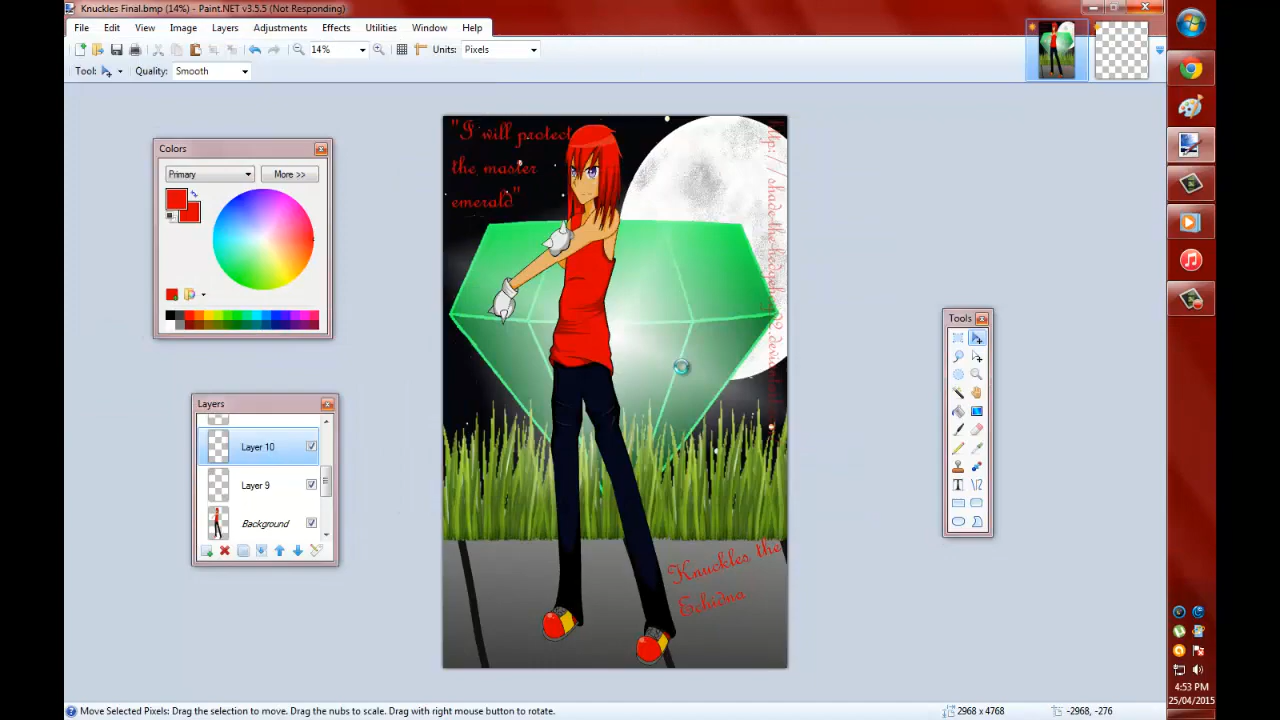 Knuckles Final.bmp (14%) - Paint.NET v3.5.5 (Not Responding)
File Edit View Image Layers Adjustments Effects Utilities Window Help
14% Units: Pixels
Tool: Quality: Smooth
Colors
Primary More >>
"I will protect
the master
emerald"
Tools
Layers
Layer 10
Layer 9
Background
Knuckles the
Echidna
4:53 PM
25/04/2015
Move Selected Pixels: Drag the selection to move. Drag the nubs to scale. Drag with right mouse button to rotate.
2968 x 4768
-2968, -276